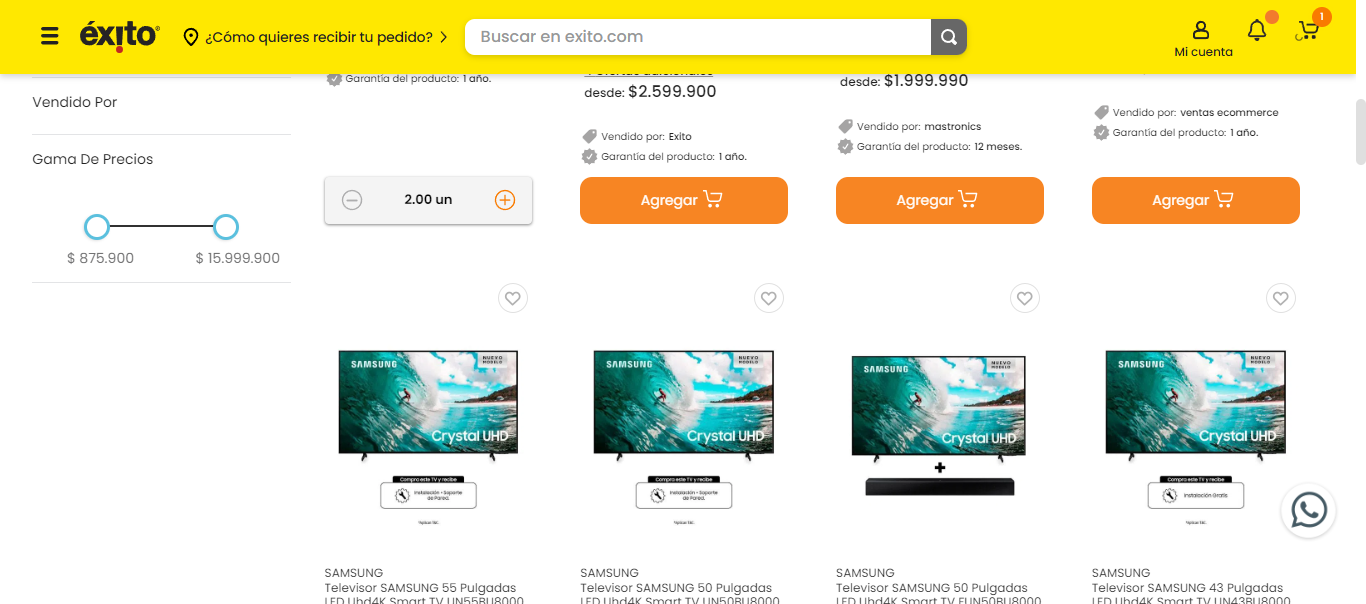 éxito
¿Cómo quieres recibir tu pedido?
Buscar en exito.com
Mi cuenta
1
Vendido Por
Gama De Precios
$ 875.900
$ 15.999.900
Garantía del producto: 1 año.
2.00 un
4 Ofertas adicionales
desde: $2.599.900
Vendido por: Exito
Garantía del producto: 1 año.
Agregar
desde: $1.999.990
Vendido por: mastronics
Garantía del producto: 12 meses.
Agregar
Vendido por: ventas ecommerce
Garantía del producto: 1 año.
Agregar
SAMSUNG
NUEVO
MODELO
Crystal UHD
Compra este TV y recibe
Instalación + Soporte
de Pared.
SAMSUNG
Televisor SAMSUNG 55 Pulgadas
LED Uhd4K Smart TV UN55BU8000
SAMSUNG
NUEVO
MODELO
Crystal UHD
Compra este TV y recibe
Instalación + Soporte
de Pared.
SAMSUNG
Televisor SAMSUNG 50 Pulgadas
LED Uhd4K Smart TV UN50BU8000
SAMSUNG
NUEVO
MODELO
Crystal UHD
+
SAMSUNG
Televisor SAMSUNG 50 Pulgadas
LED Uhd4K Smart TV FUN50BU8000
SAMSUNG
NUEVO
MODELO
Crystal UHD
Compra este TV y recibe
Instalación Gratis
SAMSUNG
Televisor SAMSUNG 43 Pulgadas
LED Uhd4K Smart TV UN43BU8000